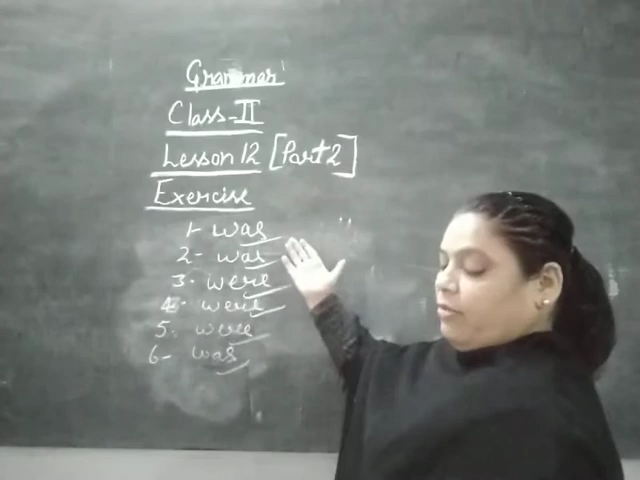 Grammar
Class-II
Lesson 12 [Part 2]
Exercise
1- was
2- was
3. were
4. were
5. were
6- was